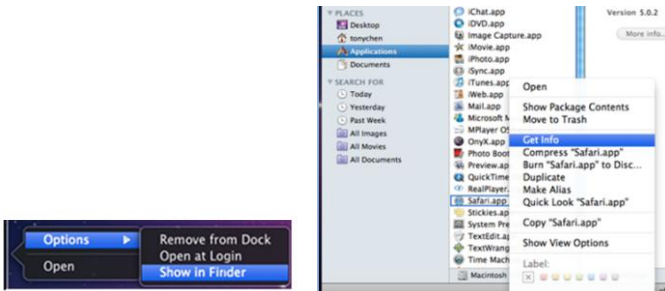 Options
Open
Remove from Dock
Open at Login
Show in Finder
PLACES
Desktop
tonychen
Applications
Documents
SEARCH FOR
Today
Yesterday
Past Week
All Images
All Movies
All Documents
iChat.app
iDVD.app
Image Capture.app
iMovie.app
iPhoto.app
iSync.app
iTunes.app
iWeb.app
Mail.app
Microsoft M
MPlayer OS
OnyX.app
Photo Boot
Preview.ap
QuickTime
RealPlayer.
Safari.app
Stickies.ap
System Pre
TextEdit.ap
TextWrang
Time Mach
Macintosh
Open
Show Package Contents
Move to Trash
Get Info
Compress "Safari.app"
Burn "Safari.app" to Disc...
Duplicate
Make Alias
Quick Look "Safari.app"
Copy "Safari.app"
Show View Options
Label:
Version 5.0.2
More info..